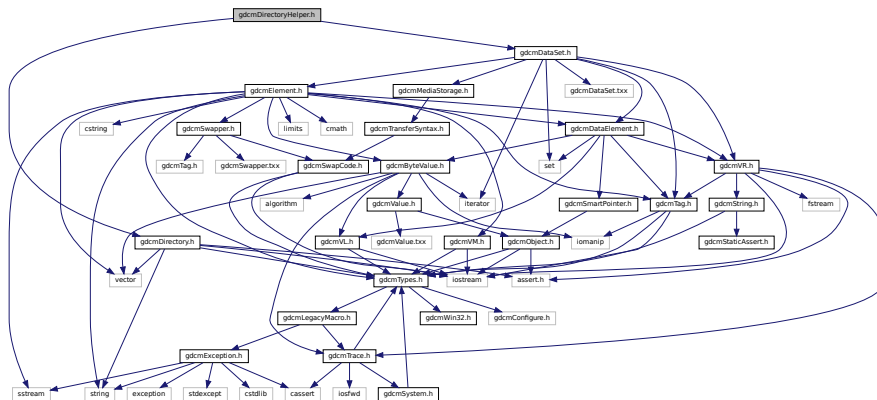 gdcmDirectoryHelper.h
gdcmDataSet.h
gdcmElement.h
gdcmMediaStorage.h
gdcmDataSet.txx
cstring
gdcmSwapper.h
limits
cmath
gdcmTransferSyntax.h
gdcmDataElement.h
gdcmTag.h
gdcmSwapper.txx
gdcmSwapCode.h
gdcmByteValue.h
set
gdcmVR.h
algorithm
gdcmValue.h
iterator
gdcmSmartPointer.h
gdcmTag.h
gdcmString.h
fstream
gdcmDirectory.h
gdcmVL.h
gdcmValue.txx
gdcmVM.h
gdcmObject.h
iomanip
gdcmStaticAssert.h
vector
gdcmTypes.h
iostream
assert.h
gdcmLegacyMacro.h
gdcmWin32.h
gdcmConfigure.h
gdcmException.h
gdcmTrace.h
sstream
string
exception
stdexcept
cstdlib
cassert
iosfwd
gdcmSystem.h